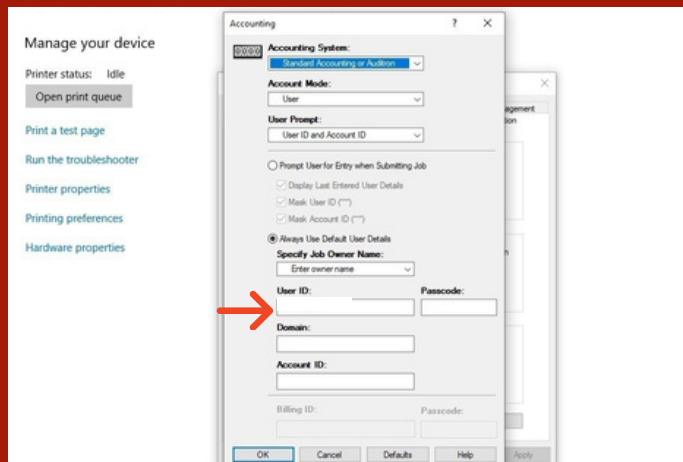 Manage your device
Printer status: Idle
Open print queue
Print a test page
Run the troubleshooter
Printer properties
Printing preferences
Hardware properties
Accounting
? ×
0000
Accounting System:
Standard Accounting or Auditron
Account Mode:
User
User Prompt:
User ID and Account ID
Prompt User for Entry when Submitting Job
Display Last Entered User Details
Mask User ID (***)
Mask Account ID (***)
Always Use Default User Details
Specify Job Owner Name:
Enter owner name
User ID: Passcode:
Domain:
Account ID:
Billing ID: Passcode:
OK Cancel Defaults Help
agement
Apply